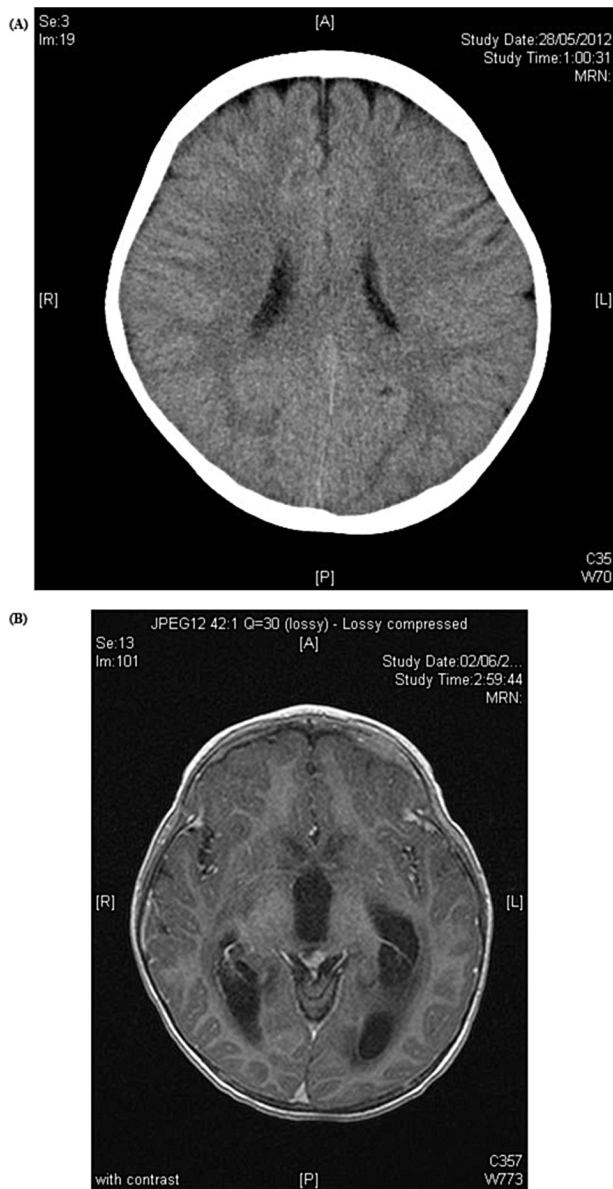 (A)
Se:3
Im:19
[A]
Study Date:28/05/2012
Study Time:1:00:31
MRN:
[R]
[L]
[P]
C35
W70
(B)
JPEG12 42:1 Q=30 (lossy) - Lossy compressed
Se:13
Im:101
[A]
Study Date:02/06/2...
Study Time:2:59:44
MRN:
[R]
[L]
with contrast
[P]
C357
W773